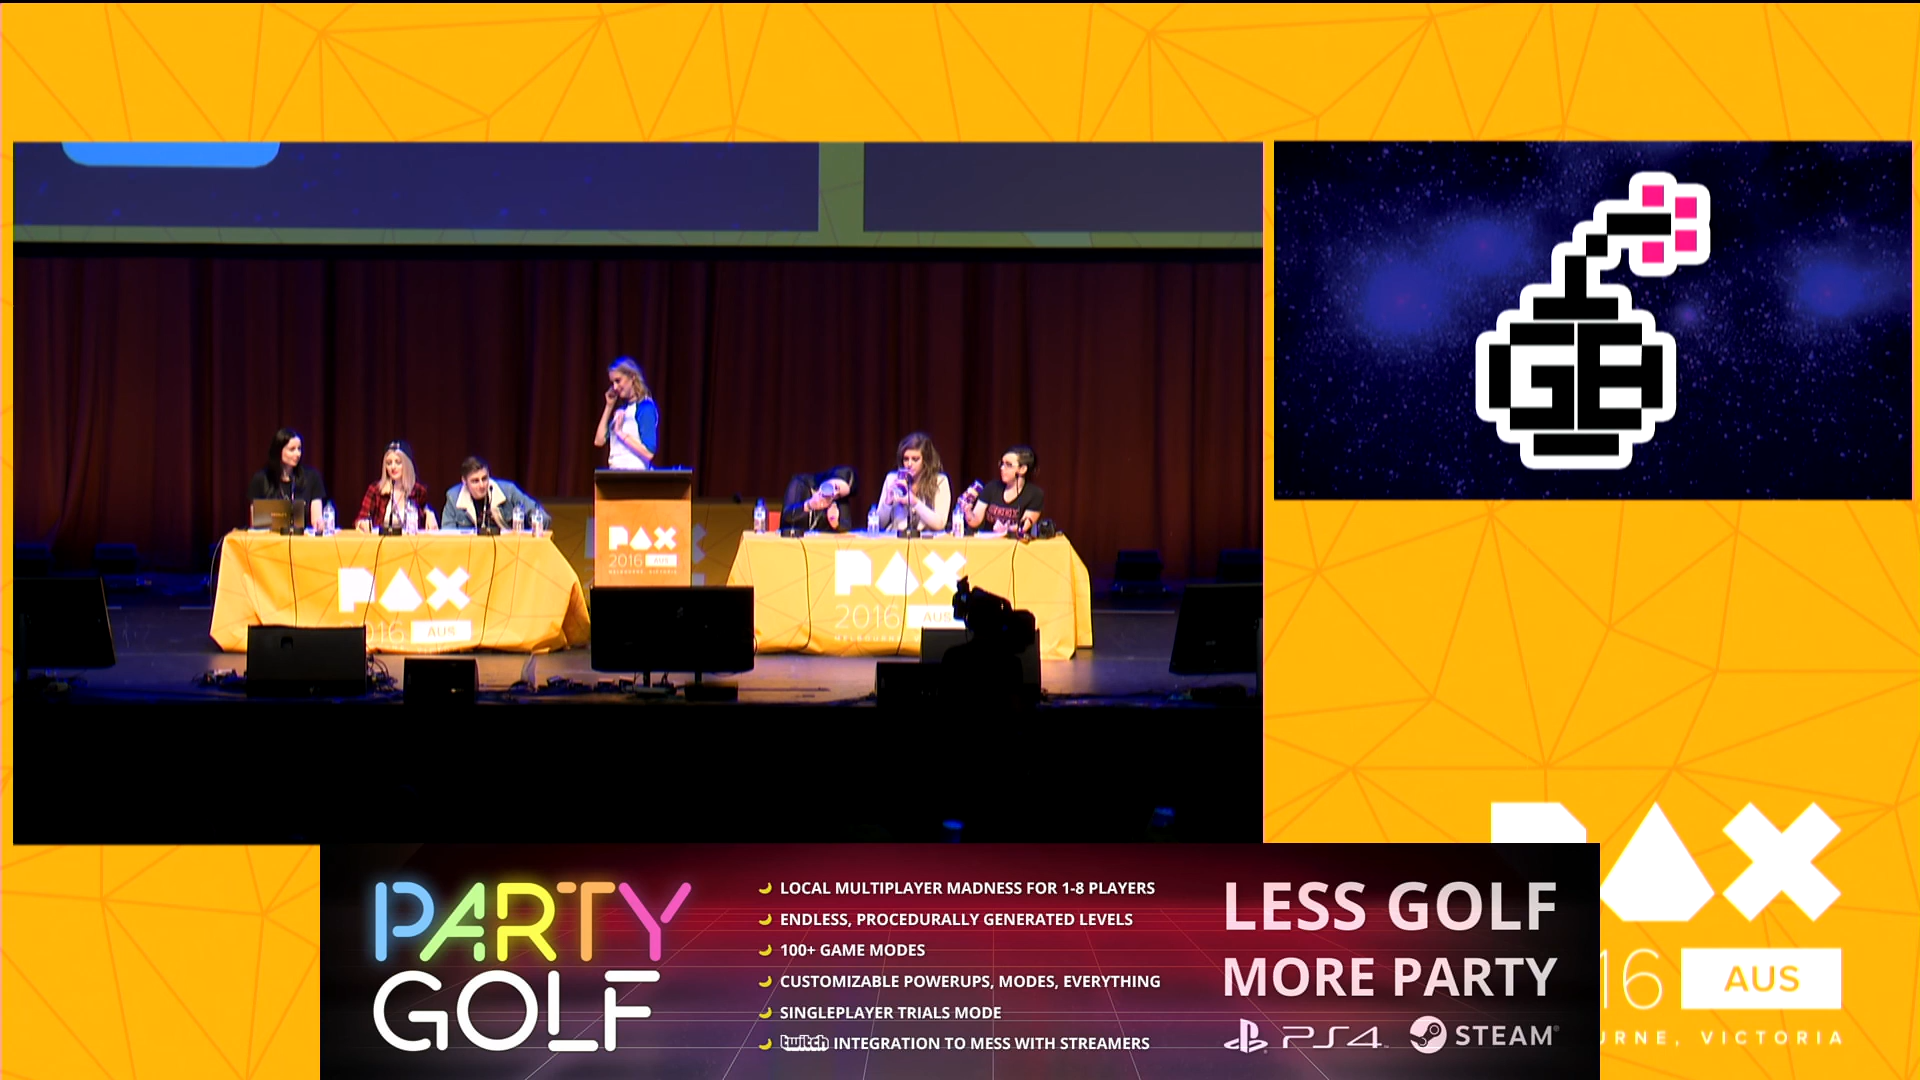 GB
PAX
2016 AUS
PAX
2016 AUS
MELBOURNE
PAX
2016 AUS
PARTY
GOLF
LOCAL MULTIPLAYER MADNESS FOR 1-8 PLAYERS
ENDLESS, PROCEDURALLY GENERATED LEVELS
100+ GAME MODES
CUSTOMIZABLE POWERUPS, MODES, EVERYTHING
SINGLEPLAYER TRIALS MODE
twitch INTEGRATION TO MESS WITH STREAMERS
LESS GOLF
MORE PARTY
PS4 STEAM
PAX
16 AUS
URNE, VICTORIA